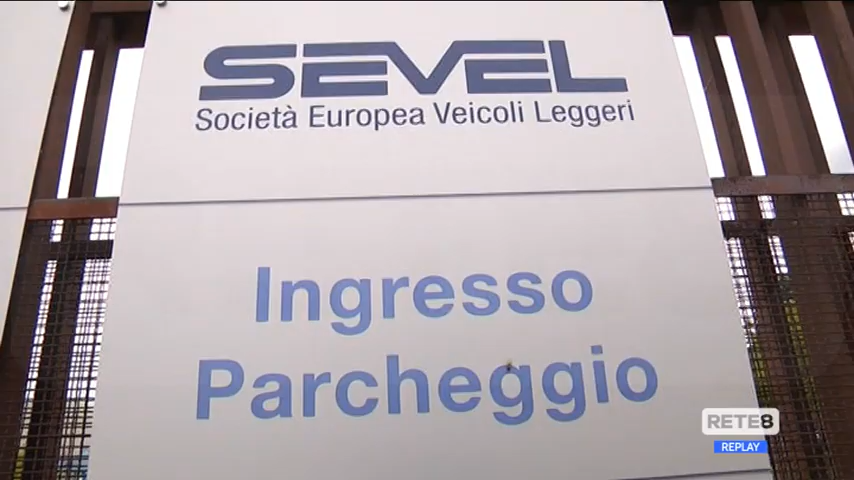 SEVEL
Società Europea Veicoli Leggeri
Ingresso
Parcheggio
RETE8
REPLAY